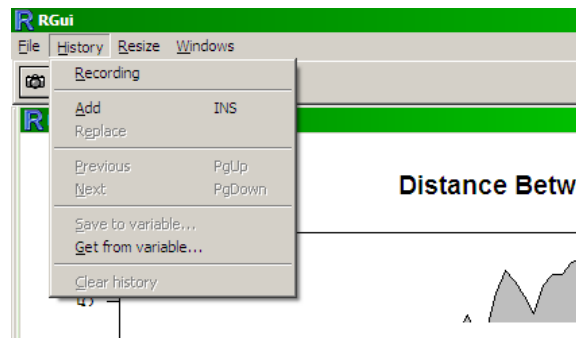 R RGui
File History Resize Windows
Recording
Add INS
R
Replace
Previous PgUp
Next PgDown
Distance Betw
Save to variable...
Get from variable...
Clear history